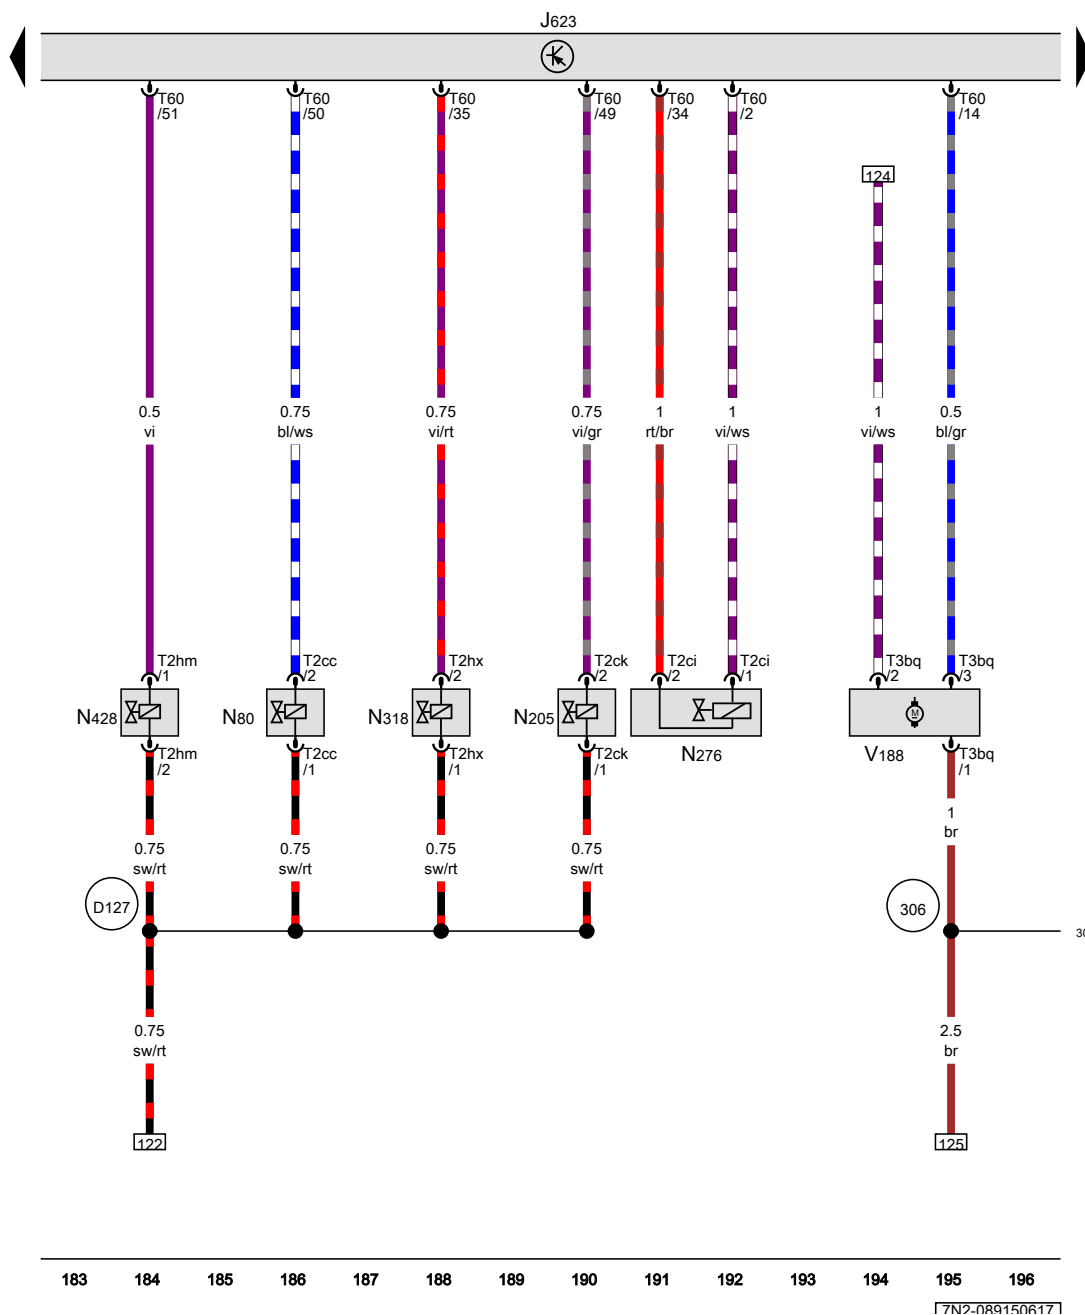 J623
T60 T60 T60 T60 T60 T60 T60
/51 /50 /35 /49 /34 /2 /14
124
0.5 0.75 0.75 0.75 1 1 1 0.5
vi bl/ws vi/rt vi/gr rt/br vi/ws vi/ws bl/gr
T2hm T2cc T2hx T2ck T2ci T2ci T3bq T3bq
/1 /2 /2 /2 /2 /1 /2 /3
N428 N80 N318 N205
M
N276 V188
T2hm T2cc T2hx T2ck T3bq
/2 /1 /1 /1 /1
1
br
0.75 0.75 0.75 0.75
sw/rt sw/rt sw/rt sw/rt
D127 306
30
0.75 2.5
sw/rt br
122 125
183 184 185 186 187 188 189 190 191 192 193 194 195 196
7N2-089150617